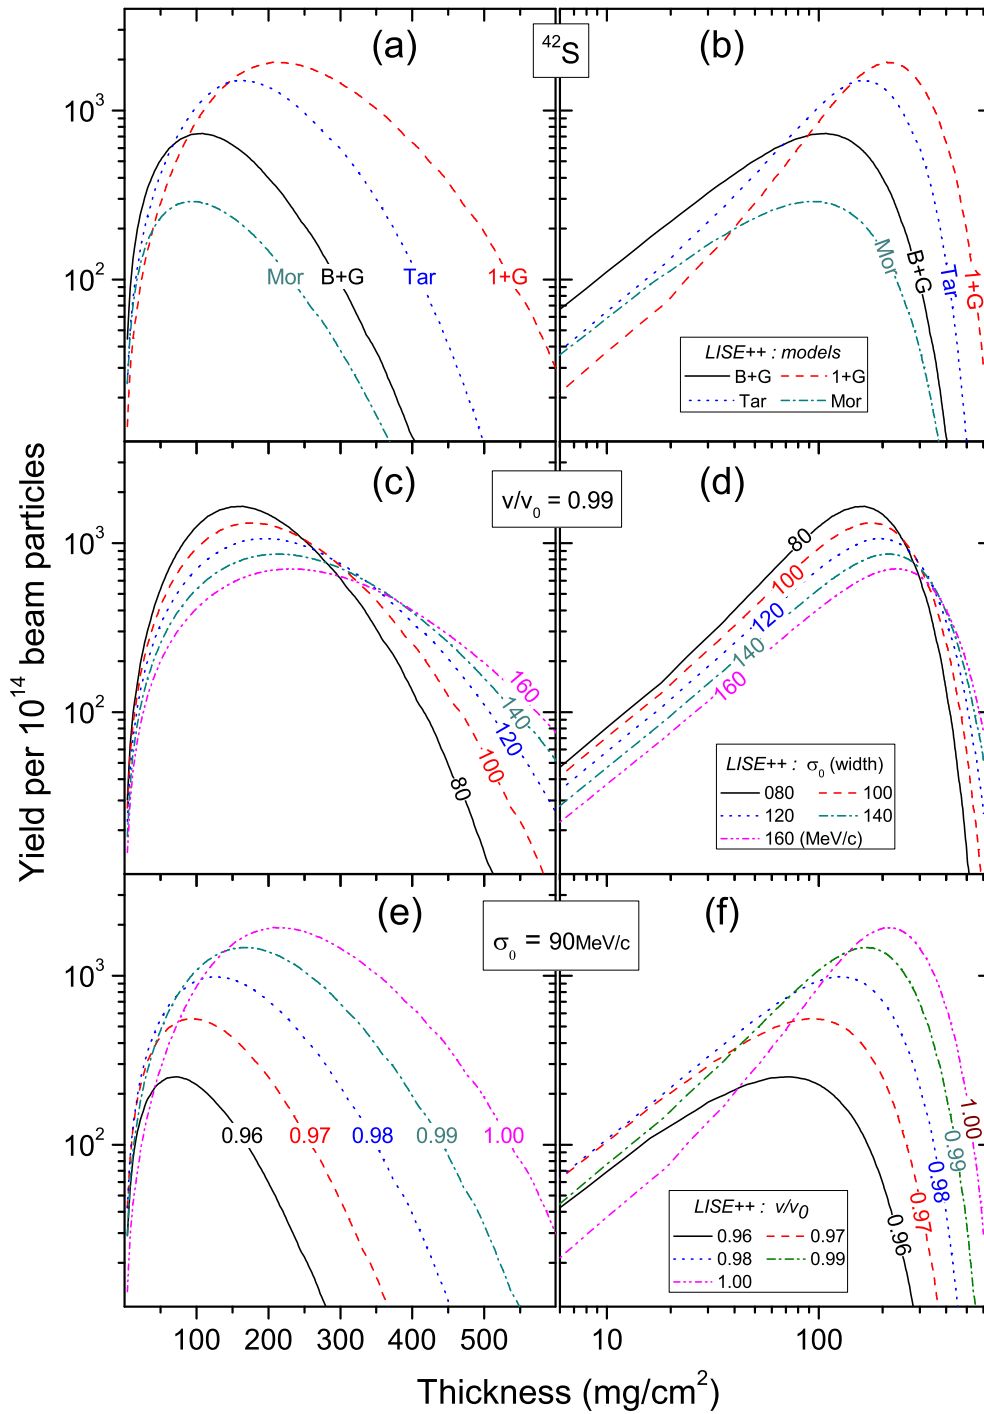 (a)
⁴²S
(b)
10³
10²
Mor
B+G
Tar
1+G
Mor
B+G
Tar
1+G
LISE++ : models
B+G
1+G
Tar
Mor
Yield per 10¹⁴ beam particles
(c)
v/v₀ = 0.99
(d)
10³
10²
160
140
120
100
80
80
100
120
140
160
LISE++ : σ₀ (width)
080
100
120
140
160 (MeV/c)
(e)
σ₀ = 90MeV/c
(f)
10³
10²
0.96
0.97
0.98
0.99
1.00
1.00
0.99
0.98
0.97
0.96
LISE++ : v/v₀
0.96
0.97
0.98
0.99
1.00
100 200 300 400 500
10 100
Thickness (mg/cm²)